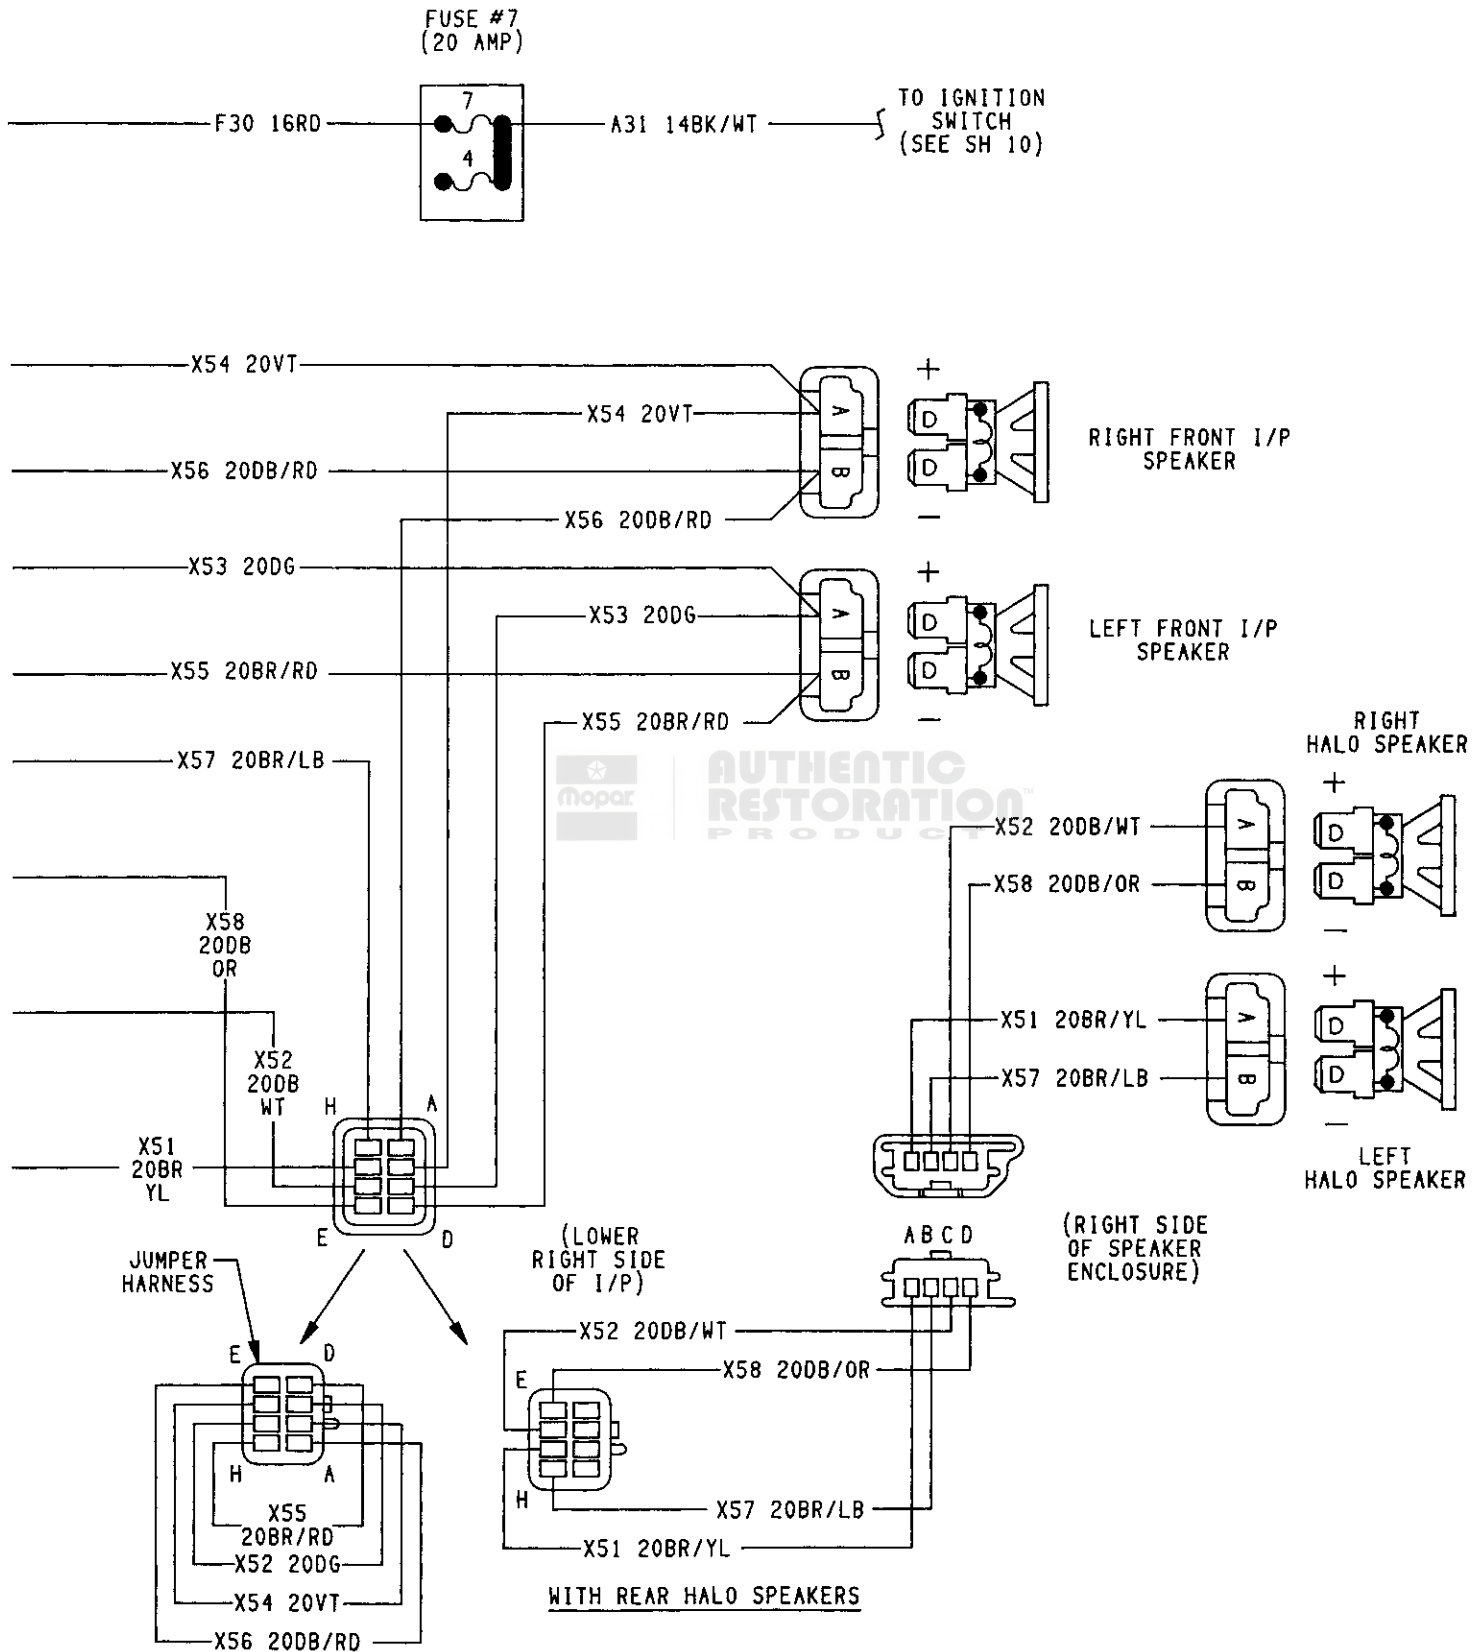 FUSE #7
(20 AMP)
7
F30 16RD
A31 14BK/WT
TO IGNITION
SWITCH
(SEE SH 10)
4
X54 20VT
+
X54 20VT
A
D
RIGHT FRONT I/P
SPEAKER
X56 20DB/RD
B
D
X56 20DB/RD
–
X53 20DG
+
X53 20DG
A
D
LEFT FRONT I/P
SPEAKER
X55 20BR/RD
B
D
X55 20BR/RD
–
RIGHT
HALO SPEAKER
X57 20BR/LB
Mopar
AUTHENTIC
RESTORATION™
PRODUCT
+
X52 20DB/WT
A
D
X58 20DB/OR
B
D
–
X58
20DB
OR
+
X51 20BR/YL
A
D
X52
20DB
WT
X57 20BR/LB
B
D
–
H
A
X51
20BR
YL
LEFT
HALO SPEAKER
E
D
(LOWER
RIGHT SIDE
OF I/P)
A B C D
(RIGHT SIDE
OF SPEAKER
ENCLOSURE)
JUMPER
HARNESS
X52 20DB/WT
E
D
X58 20DB/OR
E
H
A
H
X57 20BR/LB
X55
20BR/RD
X51 20BR/YL
X52 20DG
WITH REAR HALO SPEAKERS
X54 20VT
X56 20DB/RD